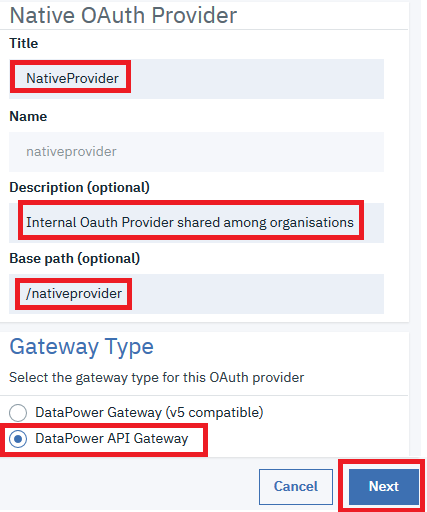 Native OAuth Provider
Title
NativeProvider
Name
nativeprovider
Description (optional)
Internal Oauth Provider shared among organisations
Base path (optional)
/nativeprovider
Gateway Type
Select the gateway type for this OAuth provider
DataPower Gateway (v5 compatible)
DataPower API Gateway
Cancel
Next